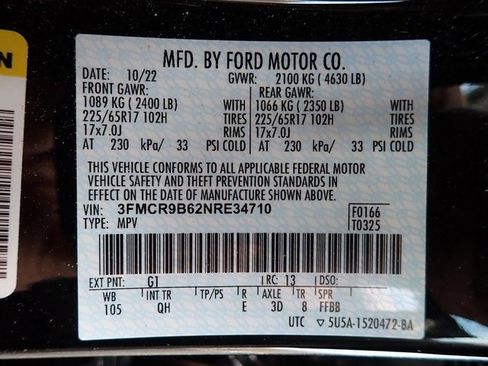 N
MFD. BY FORD MOTOR CO.
DATE: 10/22 GVWR: 2100 KG (4630 LB)
FRONT GAWR: REAR GAWR:
1089 KG (2400 LB) WITH 1066 KG (2350 LB) WITH
225/65R17 102H TIRES 225/65R17 102H TIRES
17x7.0J RIMS 17x7.0J RIMS
AT 230 kPa/ 33 PSI COLD AT 230 kPa/ 33 PSI COLD
THIS VEHICLE CONFORMS TO ALL APPLICABLE FEDERAL MOTOR
VEHICLE SAFETY AND THEFT PREVENTION STANDARDS IN
EFFECT ON THE DATE OF MANUFACTURE SHOWN ABOVE.
VIN: 3FMCR9B62NRE34710 F0166
TYPE: MPV T0325
EXT PNT: G1 RC: 13 DSO:
WB INT TR TP/PS R AXLE TR SPR
105 QH E 3D 8 FFBB
UTC ▽ 5U5A-1520472-BA